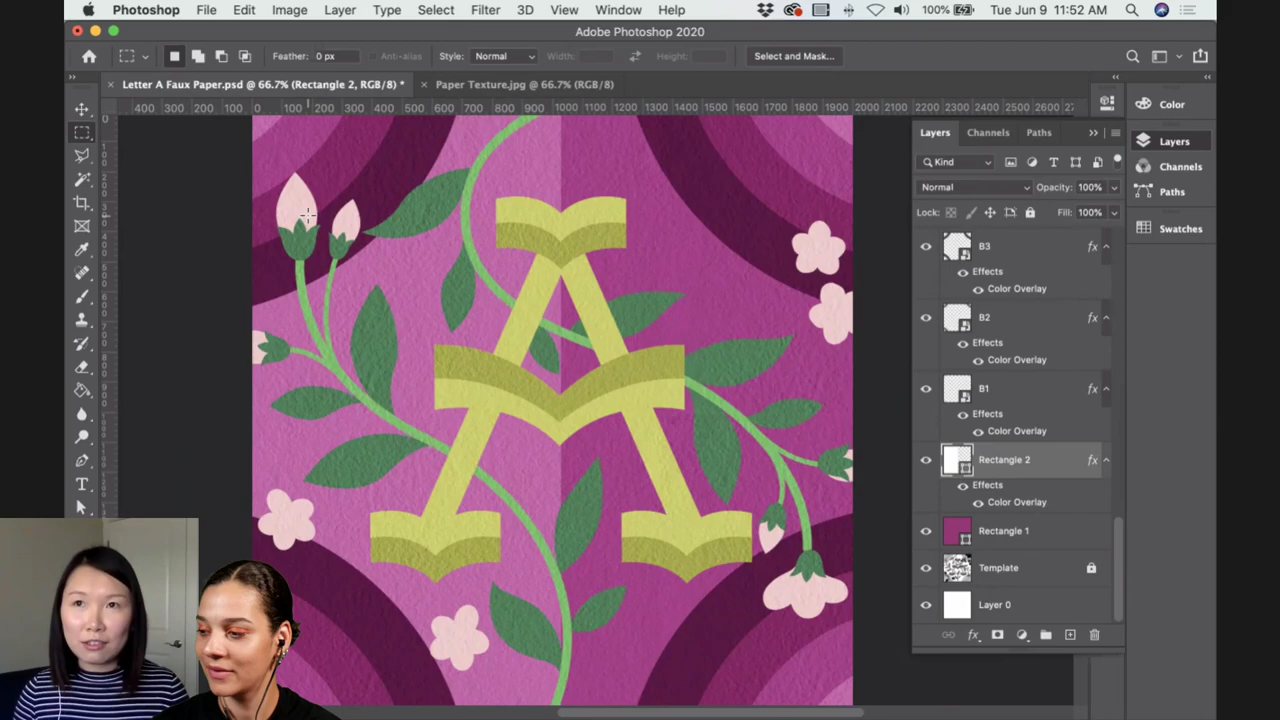 Photoshop File Edit Image Layer Type Select Filter 3D View Window Help 100% Tue Jun 9 11:52 AM
Adobe Photoshop 2020
Feather: 0 px Anti-alias Style: Normal Width: Height: Select and Mask...
Letter A Faux Paper.psd @ 66.7% (Rectangle 2, RGB/8) * Paper Texture.jpg @ 66.7% (RGB/8)
400 300 200 100 0 100 200 300 400 500 600 700 800 900 1000 1100 1200 1300 1400 1500 1600 1700 1800 1900 2000 2100 2200 2300 2400 2500 2600
A
Layers Channels Paths
Kind
Normal Opacity: 100%
Lock: Fill: 100%
B3 fx
Effects
Color Overlay
B2 fx
Effects
Color Overlay
B1 fx
Effects
Color Overlay
Rectangle 2 fx
Effects
Color Overlay
Rectangle 1
Template
Layer 0
fx
Color
Layers
Channels
Paths
Swatches